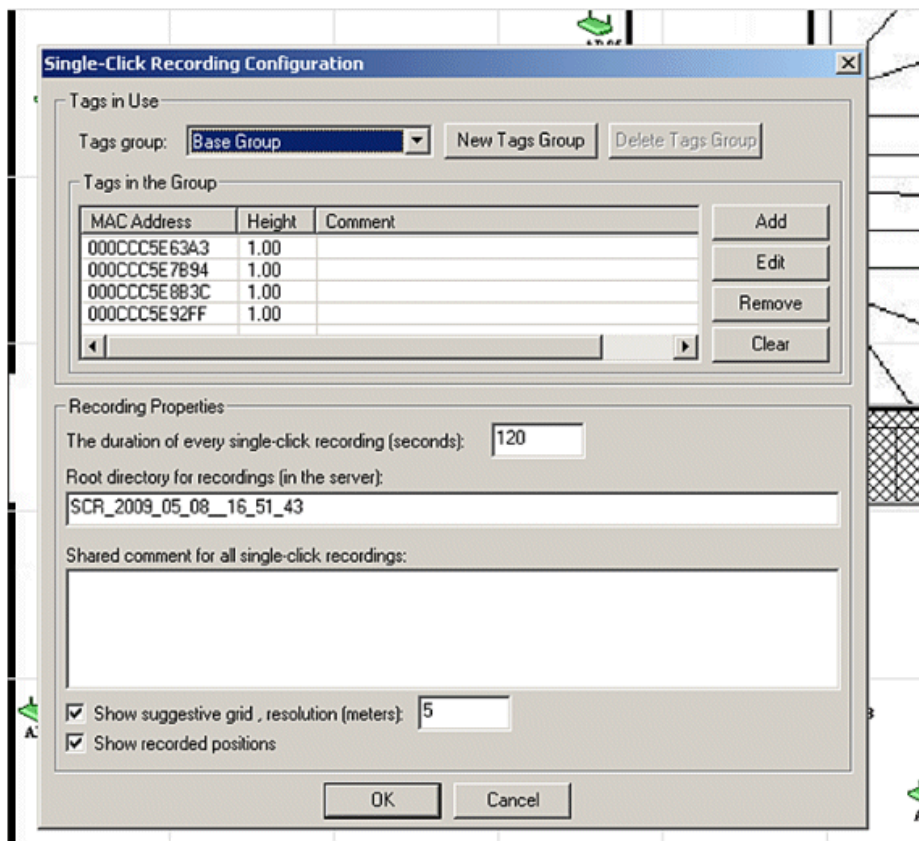 Single-Click Recording Configuration
Tags in Use
Tags group: Base Group New Tags Group Delete Tags Group
Tags in the Group
MAC Address Height Comment
000CCC5E63A3 1.00
000CCC5E7B94 1.00
000CCC5E8B3C 1.00
000CCC5E92FF 1.00
Add
Edit
Remove
Clear
Recording Properties
The duration of every single-click recording (seconds): 120
Root directory for recordings (in the server):
SCR_2009_05_08__16_51_43
Shared comment for all single-click recordings:
Show suggestive grid , resolution (meters): 5
Show recorded positions
OK Cancel